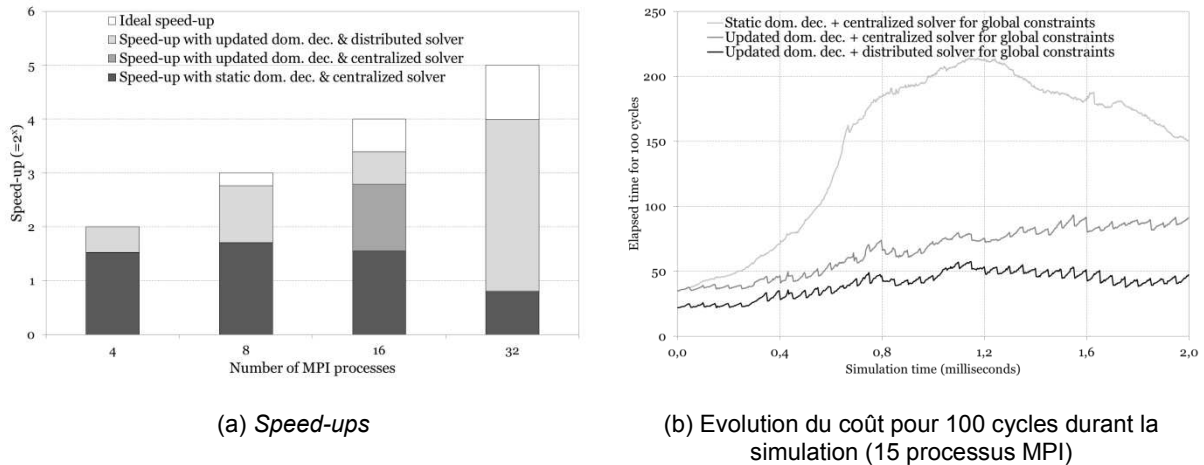 Ideal speed-up
Speed-up with updated dom. dec. & distributed solver
Speed-up with updated dom. dec. & centralized solver
Speed-up with static dom. dec. & centralized solver
Speed-up (=2ˣ)
6
5
4
3
2
1
0
4
8
16
32
Number of MPI processes
(a) Speed-ups
Static dom. dec. + centralized solver for global constraints
Updated dom. dec. + centralized solver for global constraints
Updated dom. dec. + distributed solver for global constraints
Elapsed time for 100 cycles
250
200
150
100
50
0
0,0
0,4
0,8
1,2
1,6
2,0
Simulation time (milliseconds)
(b) Evolution du coût pour 100 cycles durant la
simulation (15 processus MPI)